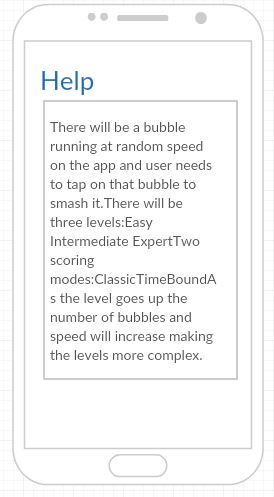 Help
There will be a bubble
running at random speed
on the app and user needs
to tap on that bubble to
smash it.There will be
three levels:Easy
Intermediate ExpertTwo
scoring
modes:ClassicTimeBoundA
s the level goes up the
number of bubbles and
speed will increase making
the levels more complex.